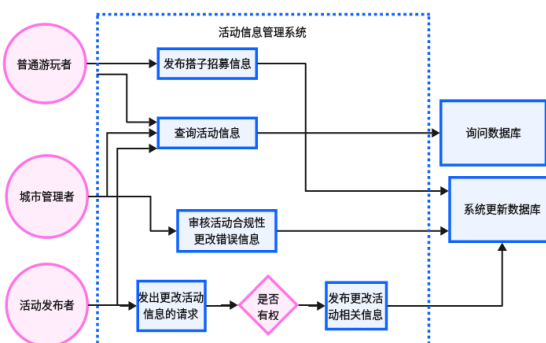 活动信息管理系统
普通游玩者
发布搭子招募信息
查询活动信息
询问数据库
城市管理者
系统更新数据库
审核活动合规性
更改错误信息
活动发布者
发出更改活动
信息的请求
是否
有权
发布更改活
动相关信息